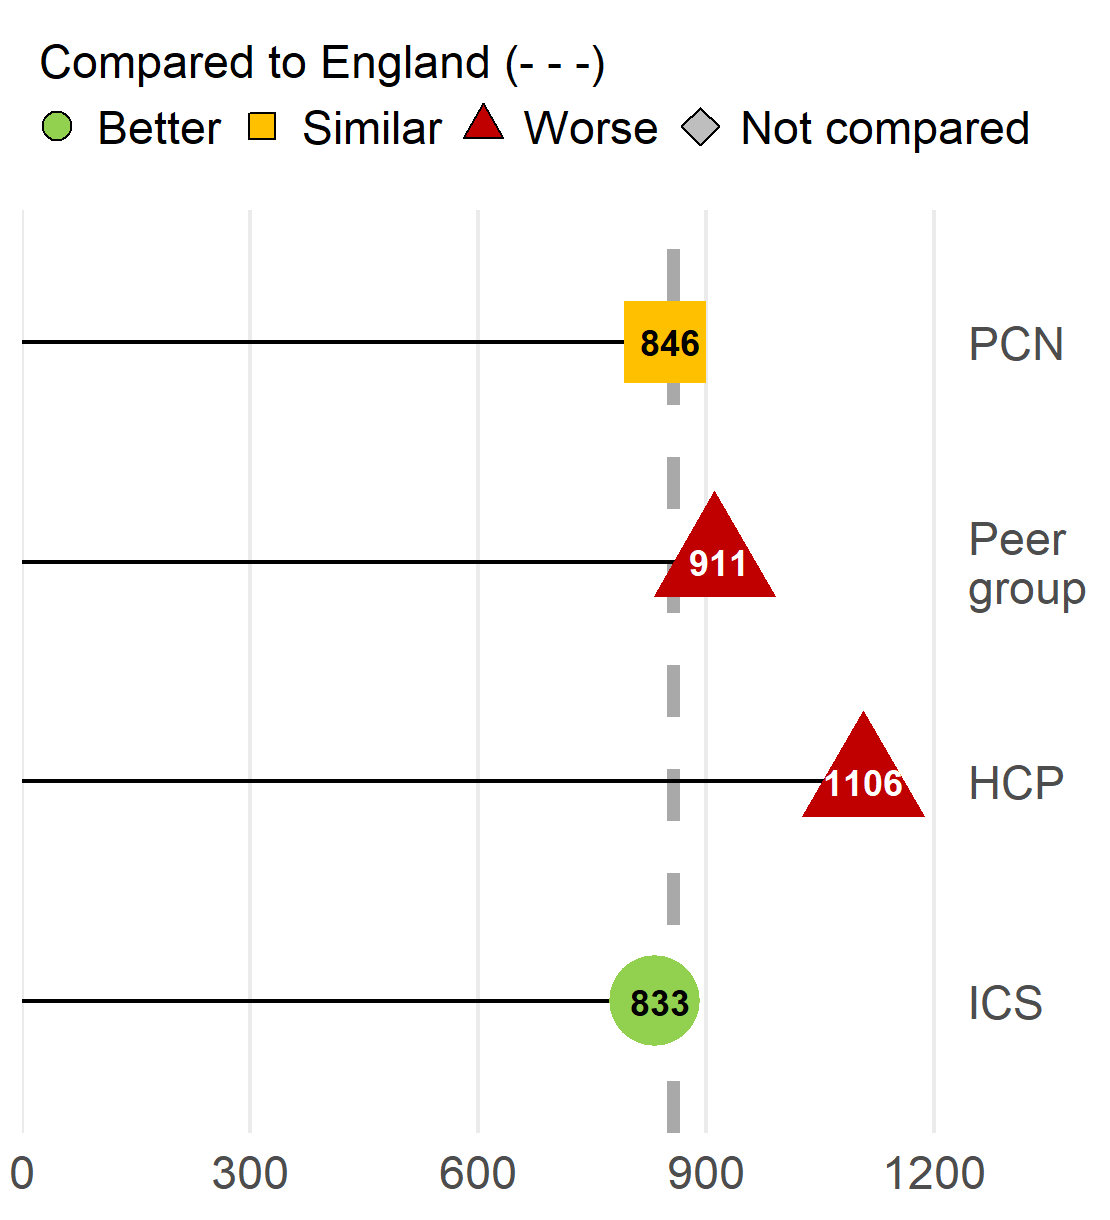 Compared to England (- - -)
Better Similar Worse Not compared
846 PCN
911 Peer
group
1106 HCP
833 ICS
0 300 600 900 1200